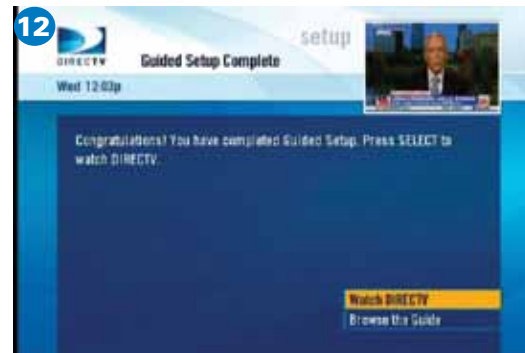 12
setup
DIRECTV
Guided Setup Complete
Wed 12:03p
Congratulations! You have completed Guided Setup. Press SELECT to
watch DIRECTV.
Watch DIRECTV
Browse the Guide